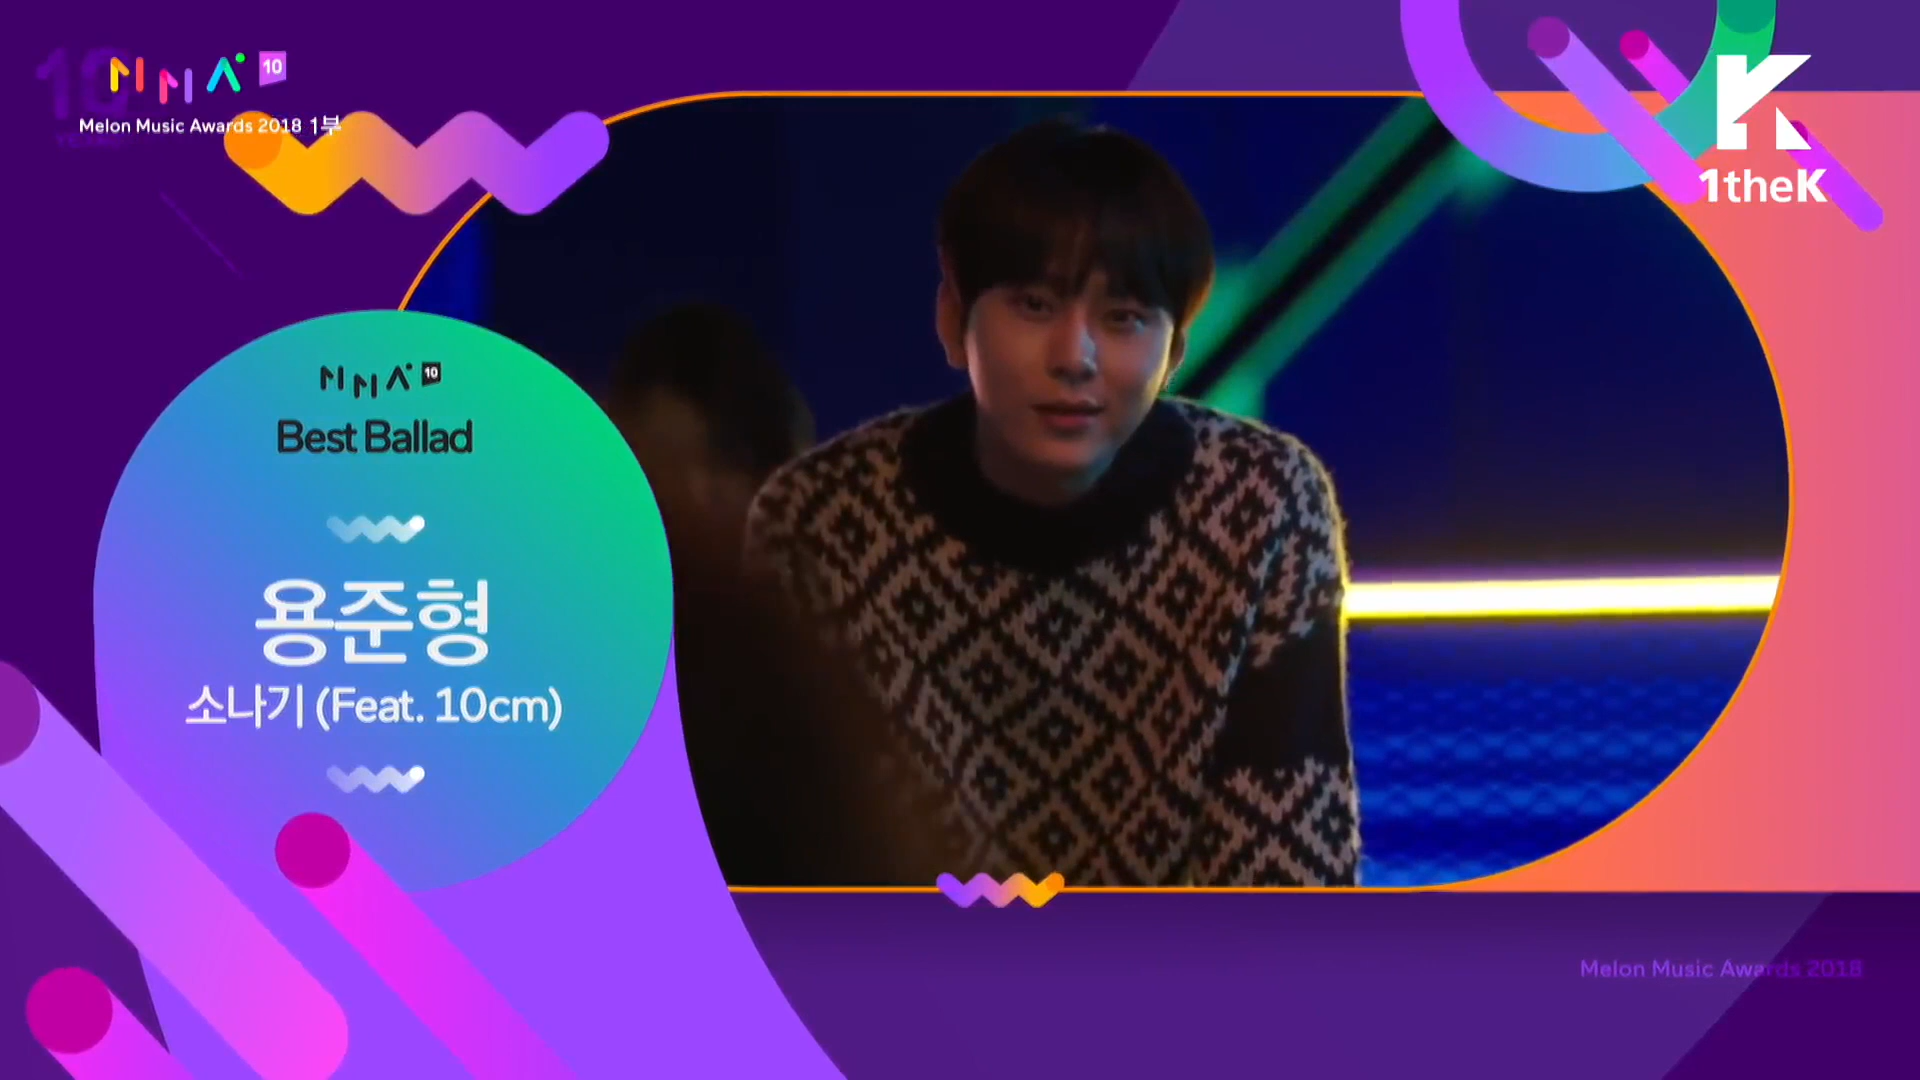 MMA 10
Melon Music Awards 2018 1부
1theK
MMA 10
Best Ballad
용준형
소나기 (Feat. 10cm)
Melon Music Awards 2018